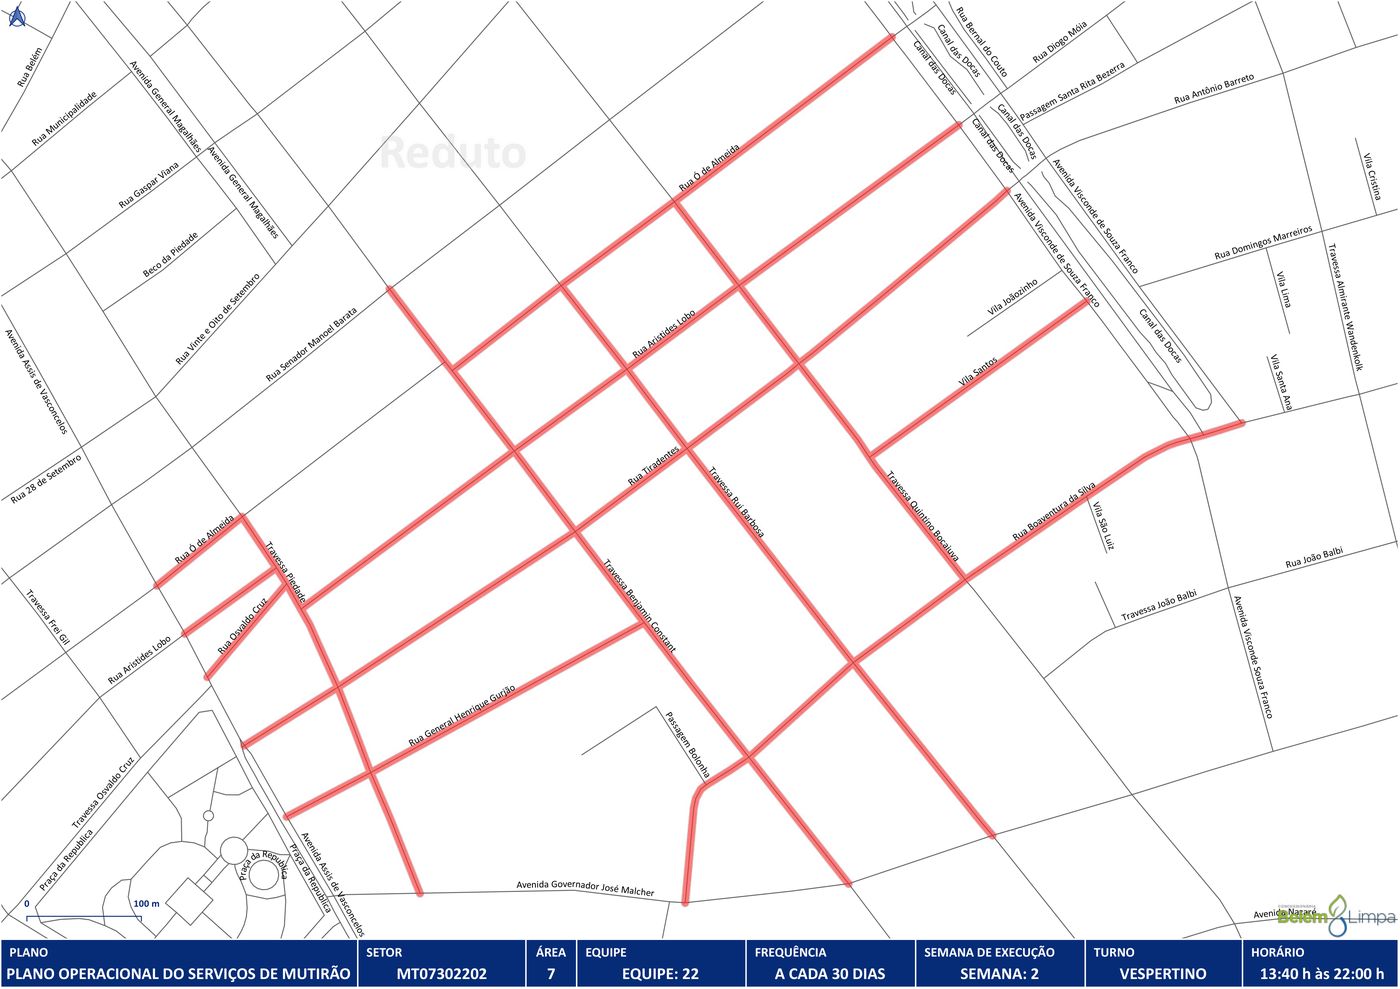 Rua Belém
Rua Municipalidade
Avenida General Magalhães
Avenida General Magalhães
Rua Gaspar Viana
Beco da Piedade
Rua Vinte e Oito de Setembro
Rua Senador Manoel Barata
Avenida Assis de Vasconcelos
Rua 28 de Setembro
Reduto
Rua Ó de Almeida
Canal das Docas
Canal das Docas
Rua Bernal do Couto
Rua Diogo Móia
Passagem Santa Rita Bezerra
Rua Antônio Barreto
Canal das Docas
Canal das Docas
Avenida Visconde de Souza Franco
Avenida Visconde de Souza Franco
Vila Cristina
Rua Domingos Marreiros
Travessa Almirante Wandenkolk
Vila Lima
Vila Joãozinho
Canal das Docas
Vila Santa Ana
Rua Aristides Lobo
Vila Santos
Rua Tiradentes
Travessa Rui Barbosa
Travessa Quintino Bocaiuva
Rua Boaventura da Silva
Vila São Luiz
Rua João Balbi
Travessa João Balbi
Avenida Visconde Souza Franco
Rua Ó de Almeida
Travessa Piedade
Travessa Frei Gil
Rua Aristides Lobo
Rua Osvaldo Cruz
Travessa Benjamin Constant
Rua General Henrique Gurjão
Passagem Bolonha
Travessa Osvaldo Cruz
Praça da Republica
Praça da Republica
Praça da Republica
Avenida Assis de Vasconcelos
Avenida Governador José Malcher
Avenida Nazaré
0 100 m
CONCESSIONÁRIA
Belém Limpa
PLANO
PLANO OPERACIONAL DO SERVIÇOS DE MUTIRÃO
SETOR
MT07302202
ÁREA
7
EQUIPE
EQUIPE: 22
FREQUÊNCIA
A CADA 30 DIAS
SEMANA DE EXECUÇÃO
SEMANA: 2
TURNO
VESPERTINO
HORÁRIO
13:40 h às 22:00 h